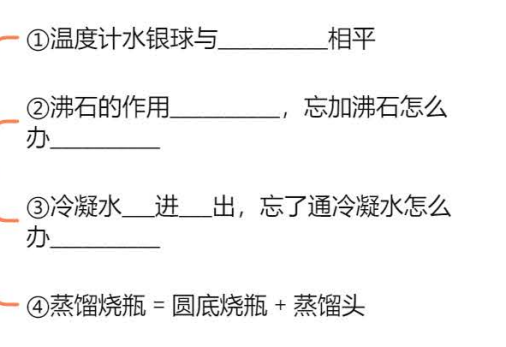 ①温度计水银球与__________相平
②沸石的作用__________，忘加沸石怎么
办__________
③冷凝水___进___出，忘了通冷凝水怎么
办__________
④蒸馏烧瓶 = 圆底烧瓶 + 蒸馏头